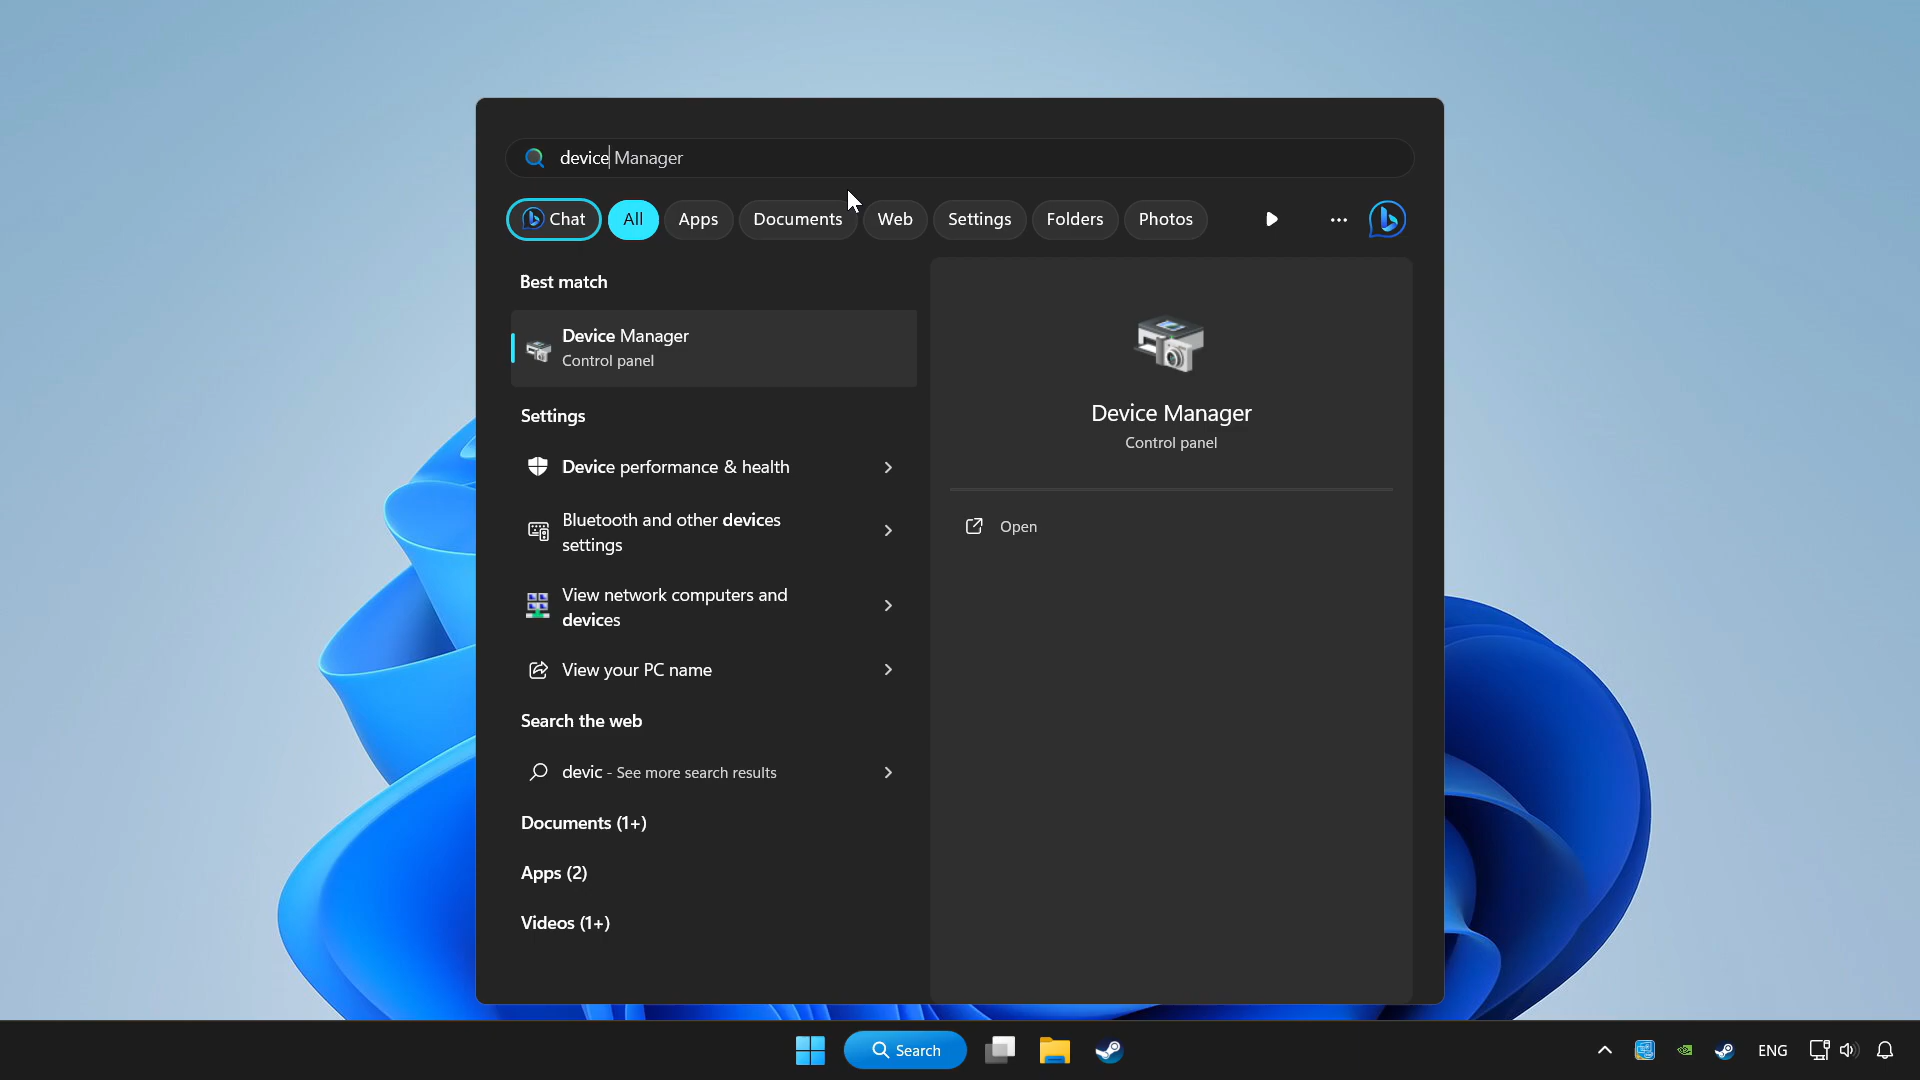 device Manager
Chat All Apps Documents Web Settings Folders Photos
Best match
Device Manager
Control panel
Settings
Device performance & health
Bluetooth and other devices
settings
View network computers and
devices
View your PC name
Search the web
devic - See more search results
Documents (1+)
Apps (2)
Videos (1+)
Device Manager
Control panel
Open
Search
ENG